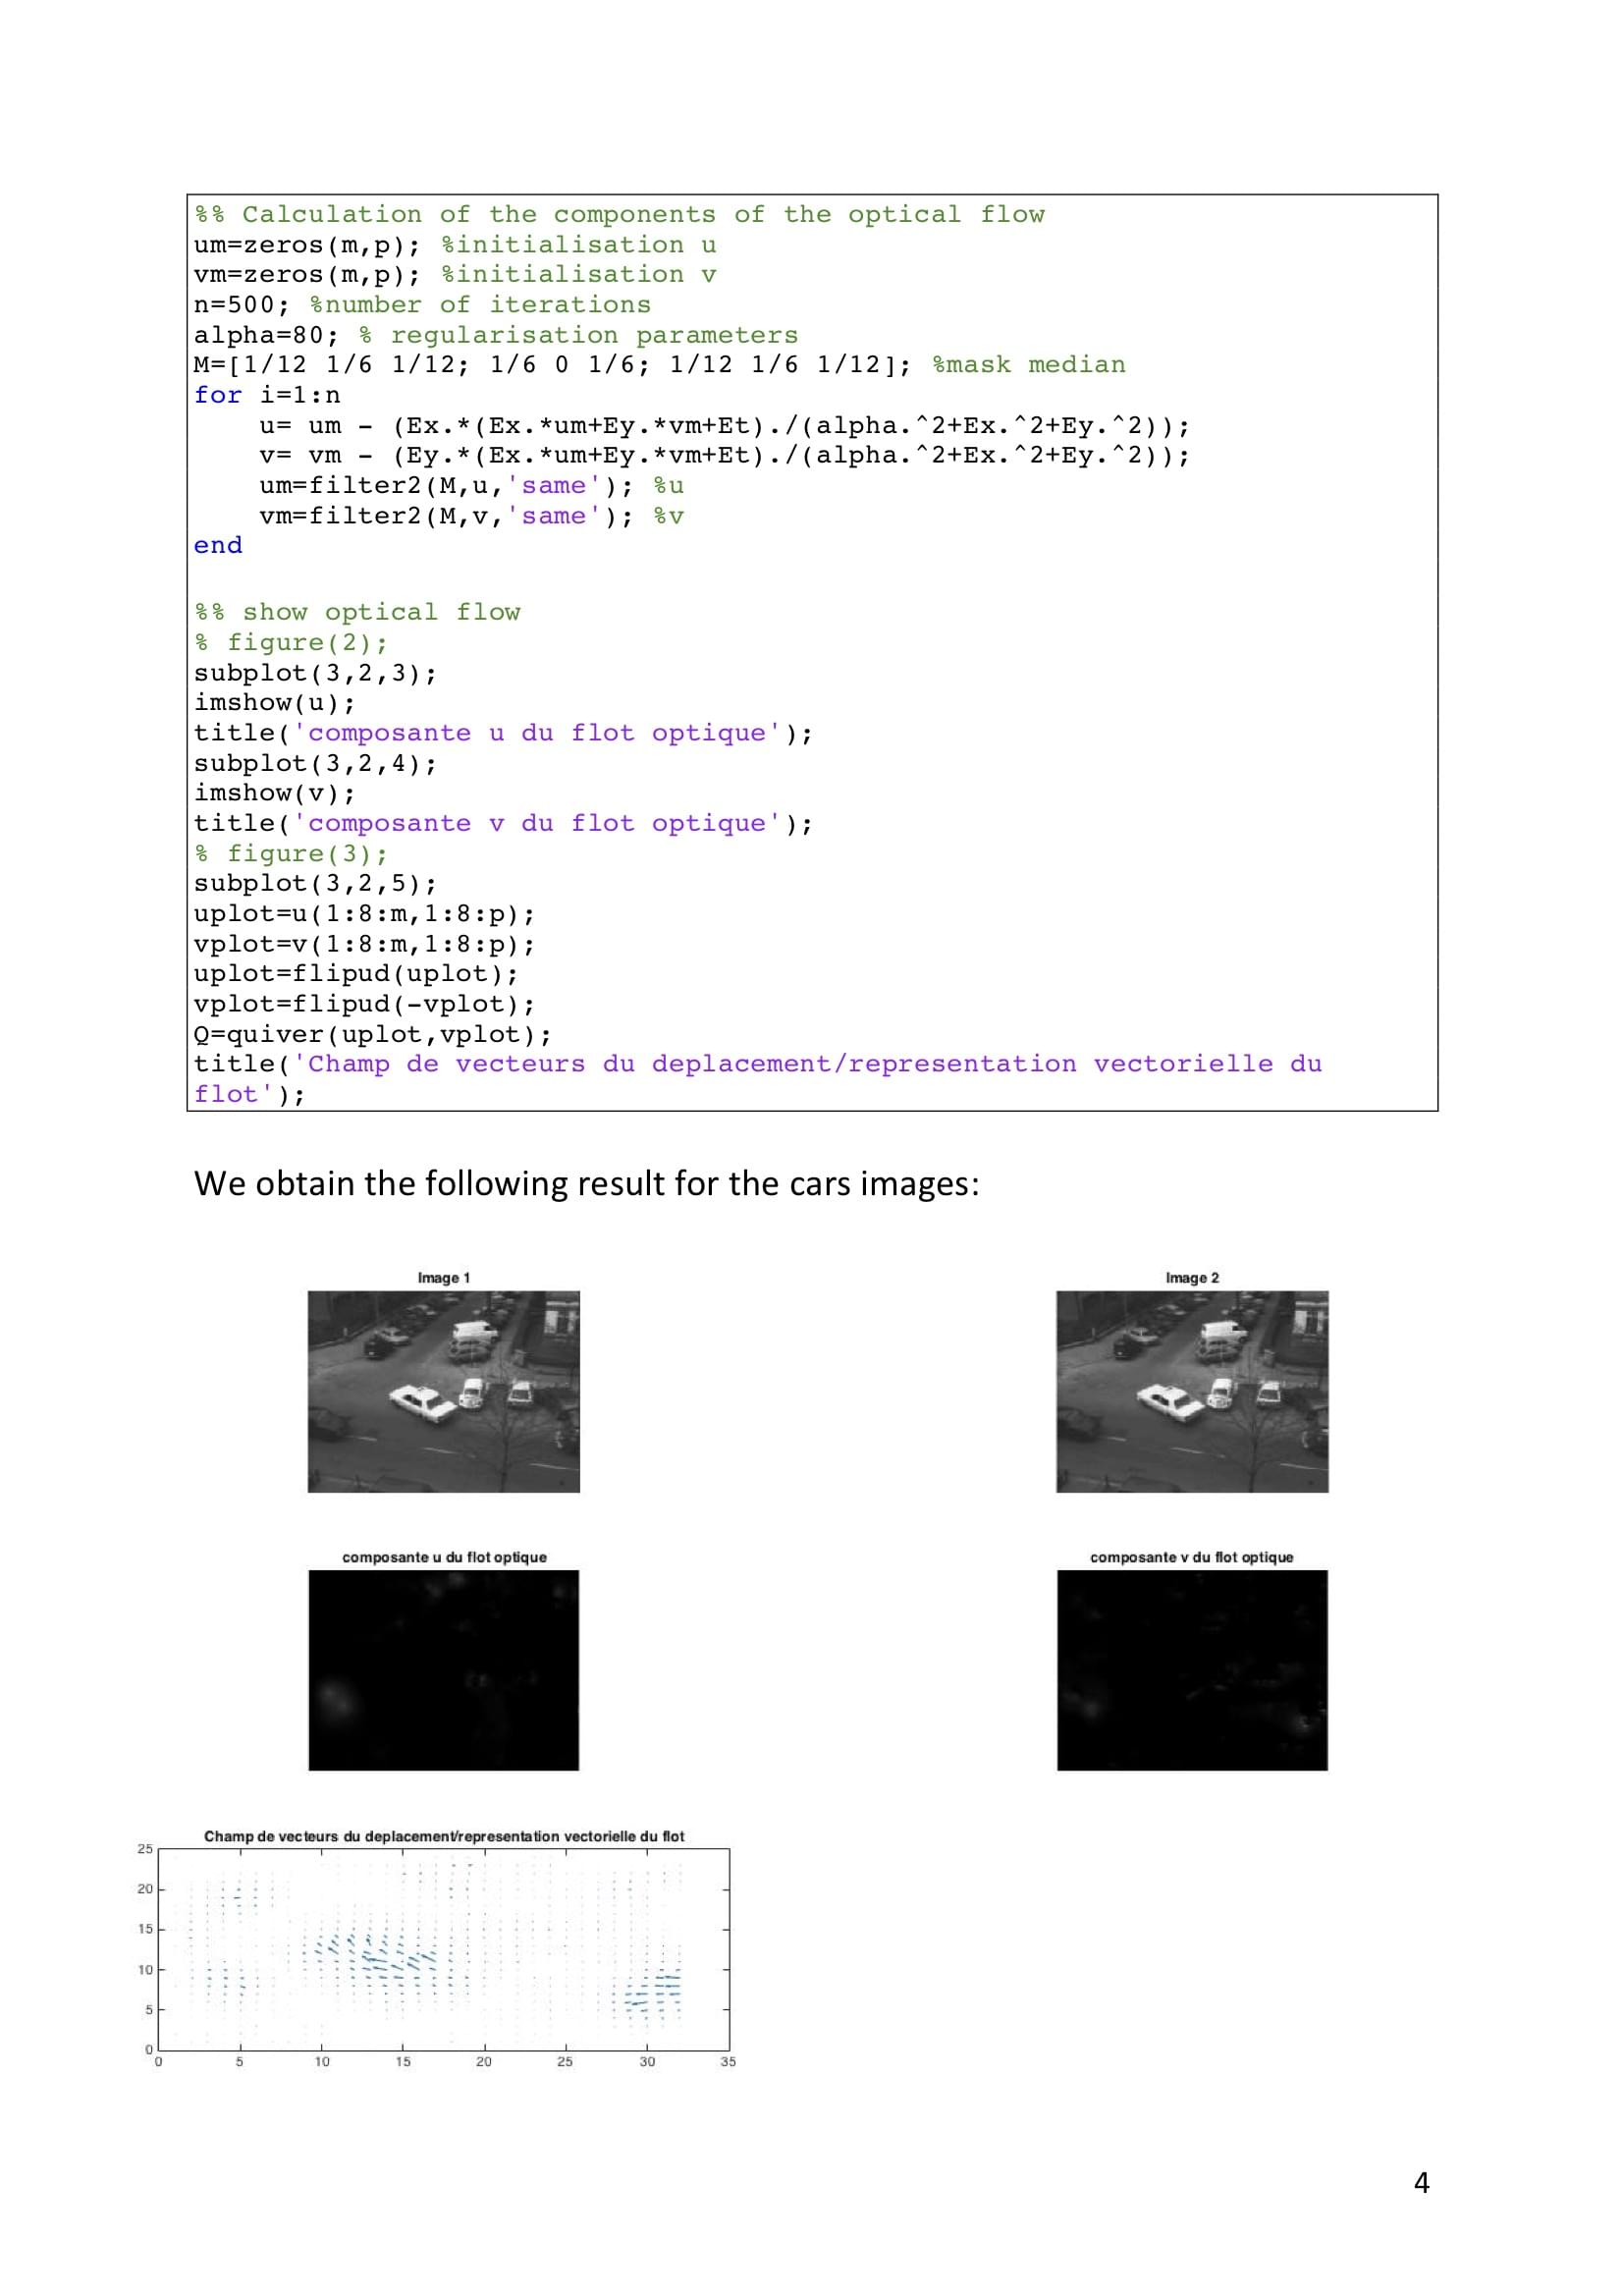 %% Calculation of the components of the optical flow
um=zeros(m,p); %initialisation u
vm=zeros(m,p); %initialisation v
n=500; %number of iterations
alpha=80; % regularisation parameters
M=[1/12 1/6 1/12; 1/6 0 1/6; 1/12 1/6 1/12]; %mask median
for i=1:n
    u= um - (Ex.*(Ex.*um+Ey.*vm+Et)./(alpha.^2+Ex.^2+Ey.^2));
    v= vm - (Ey.*(Ex.*um+Ey.*vm+Et)./(alpha.^2+Ex.^2+Ey.^2));
    um=filter2(M,u,'same'); %u
    vm=filter2(M,v,'same'); %v
end
%% show optical flow
% figure(2);
subplot(3,2,3);
imshow(u);
title('composante u du flot optique');
subplot(3,2,4);
imshow(v);
title('composante v du flot optique');
% figure(3);
subplot(3,2,5);
uplot=u(1:8:m,1:8:p);
vplot=v(1:8:m,1:8:p);
uplot=flipud(uplot);
vplot=flipud(-vplot);
Q=quiver(uplot,vplot);
title('Champ de vecteurs du deplacement/representation vectorielle du
flot');
We obtain the following result for the cars images:
Image 1
Image 2
composante u du flot optique
composante v du flot optique
Champ de vecteurs du deplacement/representation vectorielle du flot
25
20
15
10
5
0
0 5 10 15 20 25 30 35
4